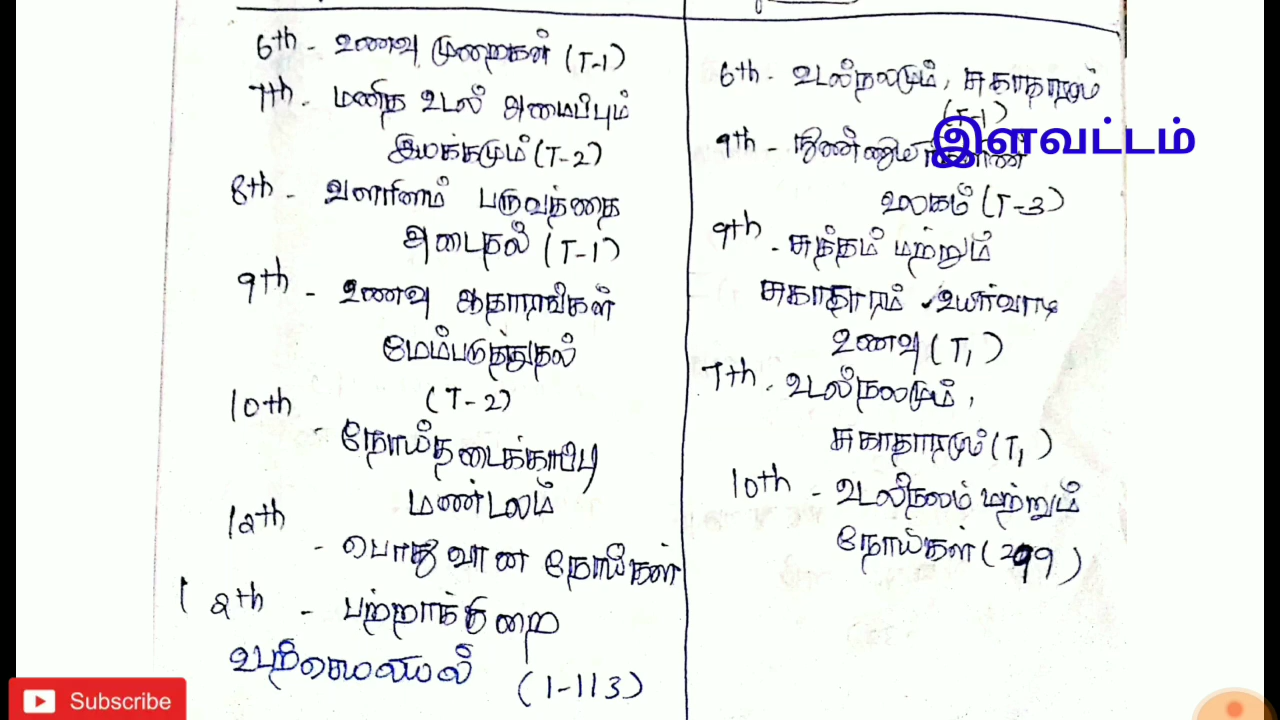 6th - உணவு முறைகள் (T-1)
7th - மனித உடல் அமைப்பும்
இயக்கமும் (T-2)
8th - வளரினம் பருவத்தை
அடைதல் (T-1)
9th - உணவு ஆதாரங்கள்
மேம்படுத்துதல்
(T-2)
10th - நோய்தடைக்காப்பு
மண்டலம்
12th - பொதுவான நோய்கள்
12th - பற்றாக்குறை
(1-113)
6th - உடல்நலமும், சுகாதாரமும்
(T-1)
இளவட்டம்
9th -
உலகம் (T-3)
9th - சுத்தம் மற்றும்
சுகாதாரம்
உணவு (T1)
7th - உடல்நலமும்,
சுகாதாரமும் (T1)
10th - உடல்நலம் மற்றும்
நோய்கள் (299)
Subscribe